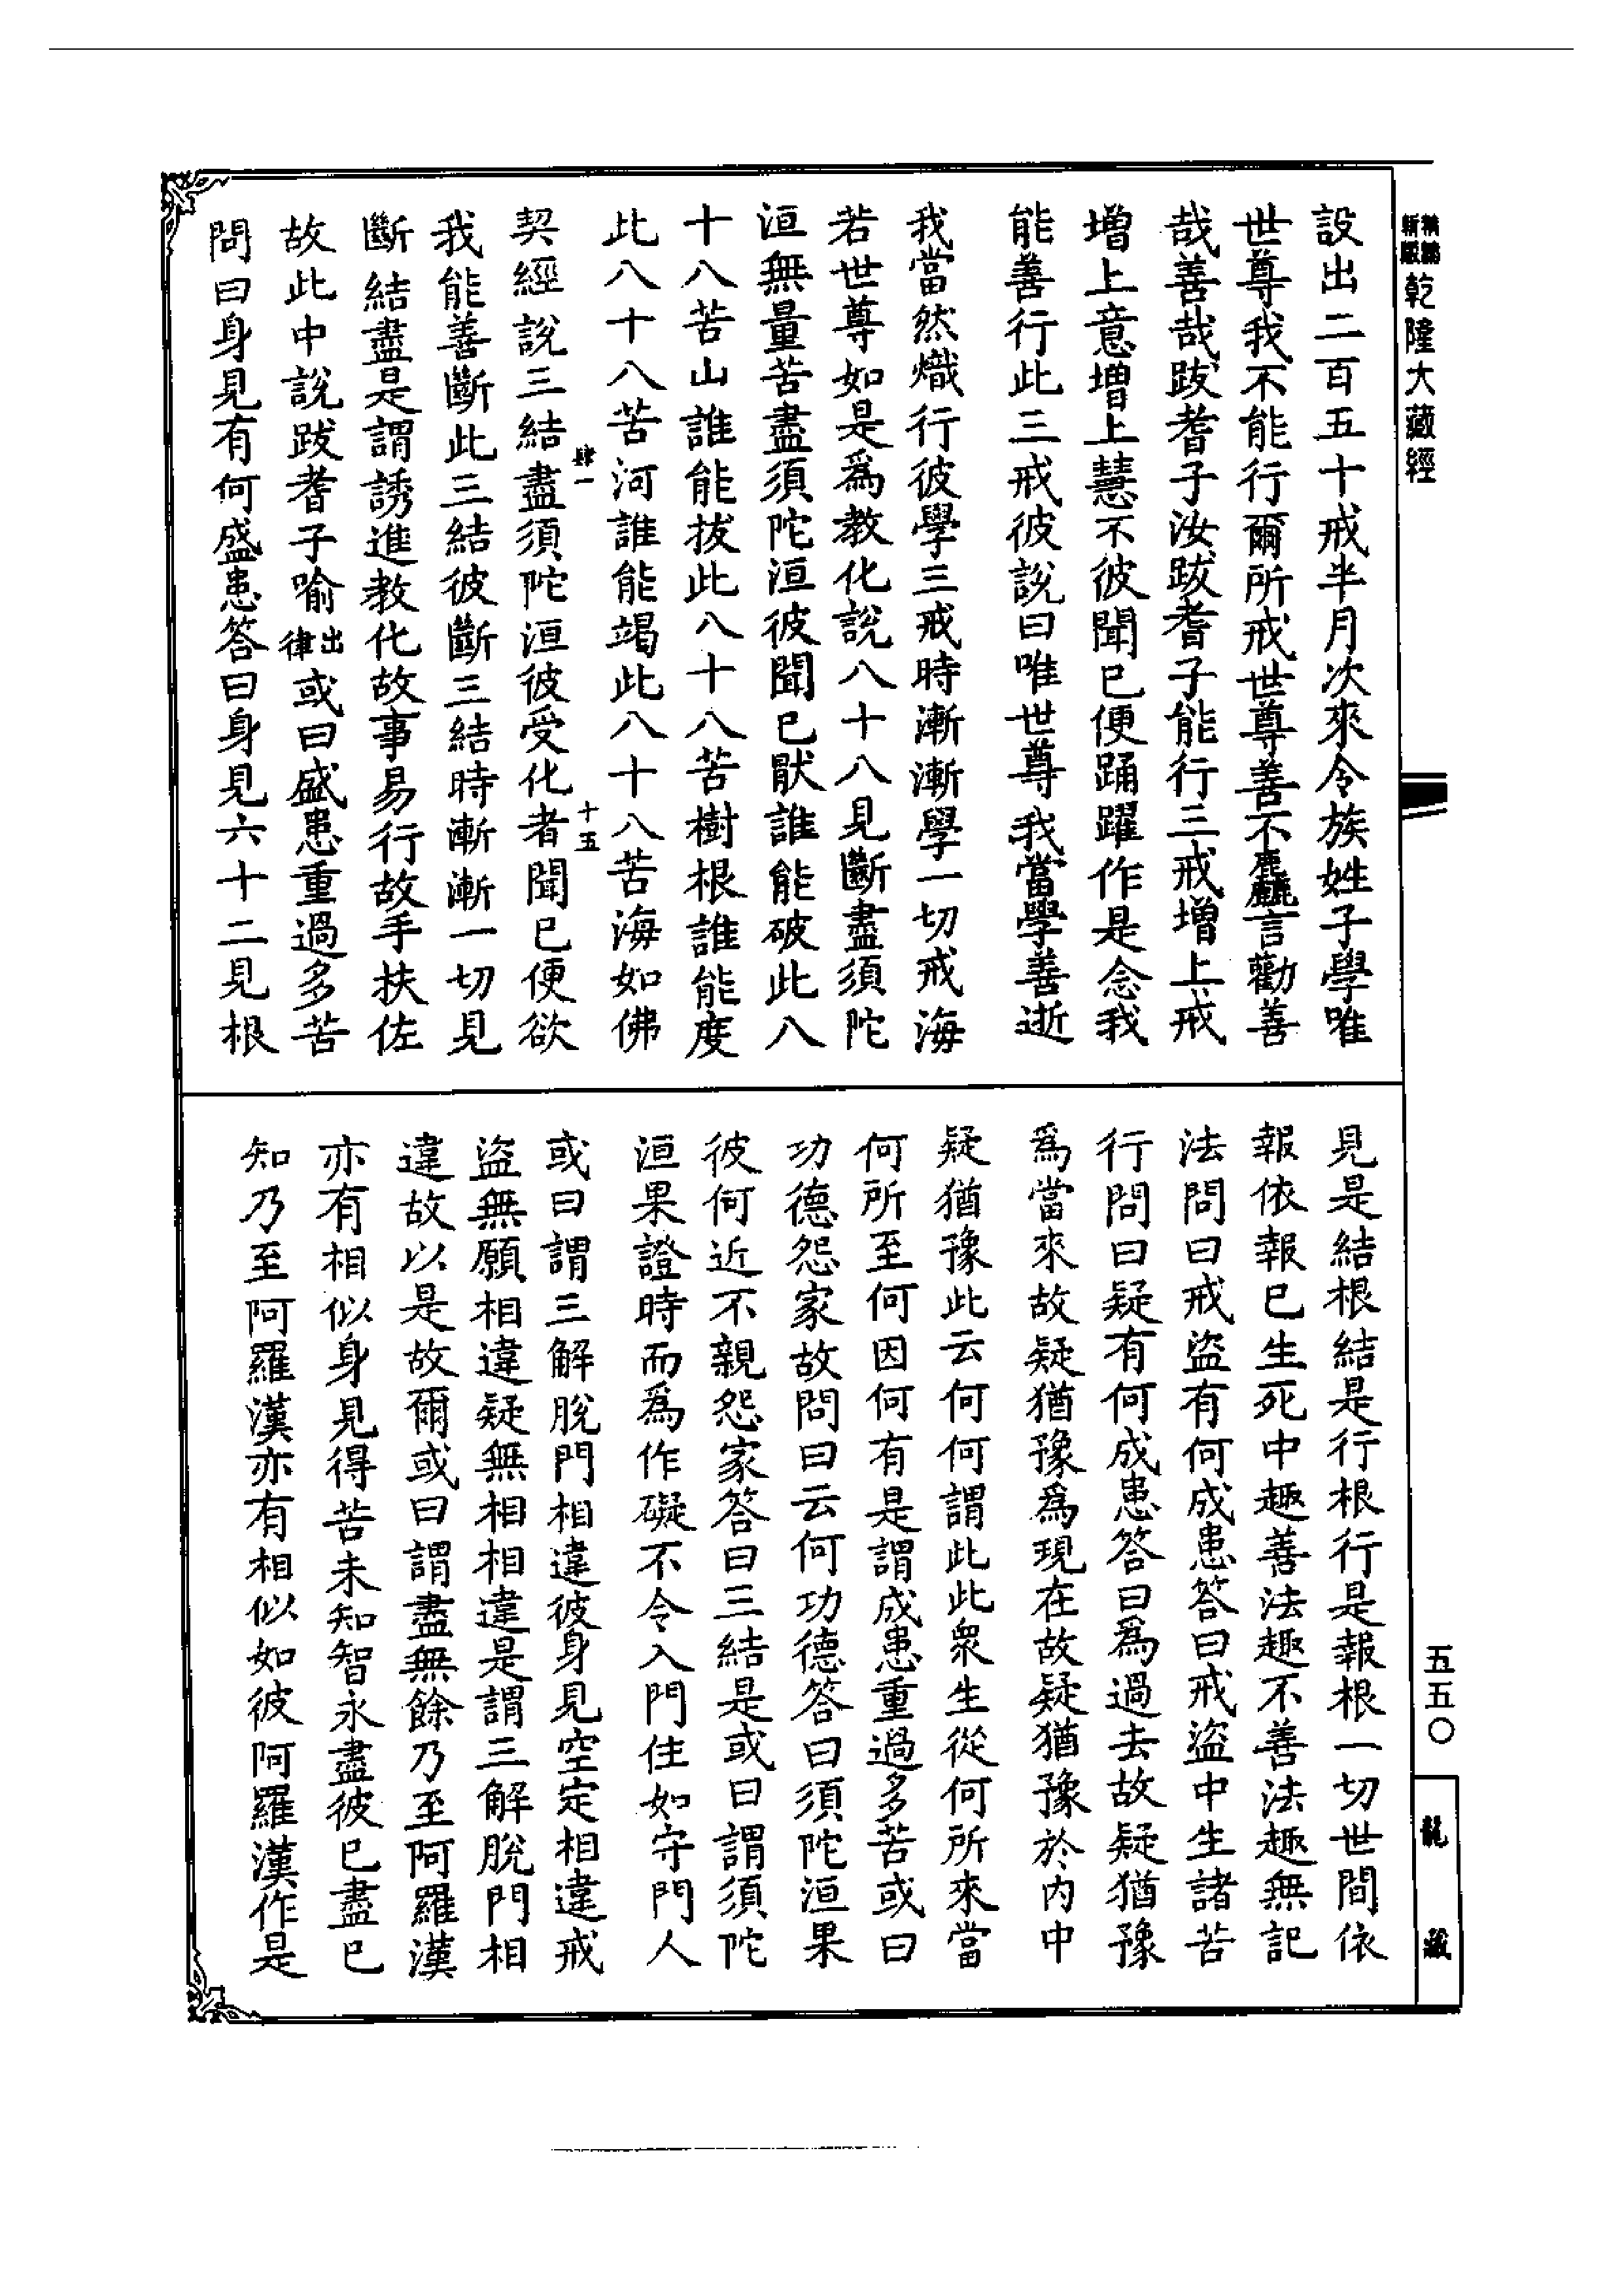 新編縮版
乾隆大藏經
設出二百五十戒半月次來令族姓子學唯
世尊我不能行爾所戒世尊善不麤言勸善
哉善哉跋耆子汝跋耆子能行三戒增上戒
增上意增上慧不彼聞已便踊躍作是念我
能善行此三戒彼說曰唯世尊我當學善逝
我當然熾行彼學三戒時漸漸學一切戒海
若世尊如是爲教化說八十八見斷盡須陀
洹無量苦盡須陀洹彼聞已猒誰能破此八
十八苦山誰能拔此八十八苦樹根誰能度
此八十八苦河誰能竭此八十八苦海如佛
肆一
十五
契經說三結盡須陀洹彼受化者聞已便欲
我能善斷此三結彼斷三結時漸漸一切見
斷結盡是謂誘進教化故事易行故手扶佐
故此中說跋耆子喻出律或曰盛患重過多苦
問曰身見有何盛患答曰身見六十二見根
見是結根結是行根行是報根一切世間依
報依報已生死中趣善法趣不善法趣無記
法問曰戒盜有何成患答曰戒盜中生諸苦
行問曰疑有何成患答曰爲過去故疑猶豫
爲當來故疑猶豫爲現在故疑猶豫於內中
疑猶豫此云何何謂此此衆生從何所來當
何所至何因何有是謂成患重過多苦或曰
功德怨家故問曰云何功德答曰須陀洹果
彼何近不親怨家答曰三結是或曰謂須陀
洹果證時而爲作礙不令入門住如守門人
或曰謂三解脫門相違彼身見空定相違戒
盜無願相違疑無相相違是謂三解脫門相
違故以是故爾或曰謂盡無餘乃至阿羅漢
亦有相似身見得苦未知智永盡彼已盡已
知乃至阿羅漢亦有相似如彼阿羅漢作是
五五〇
龍藏